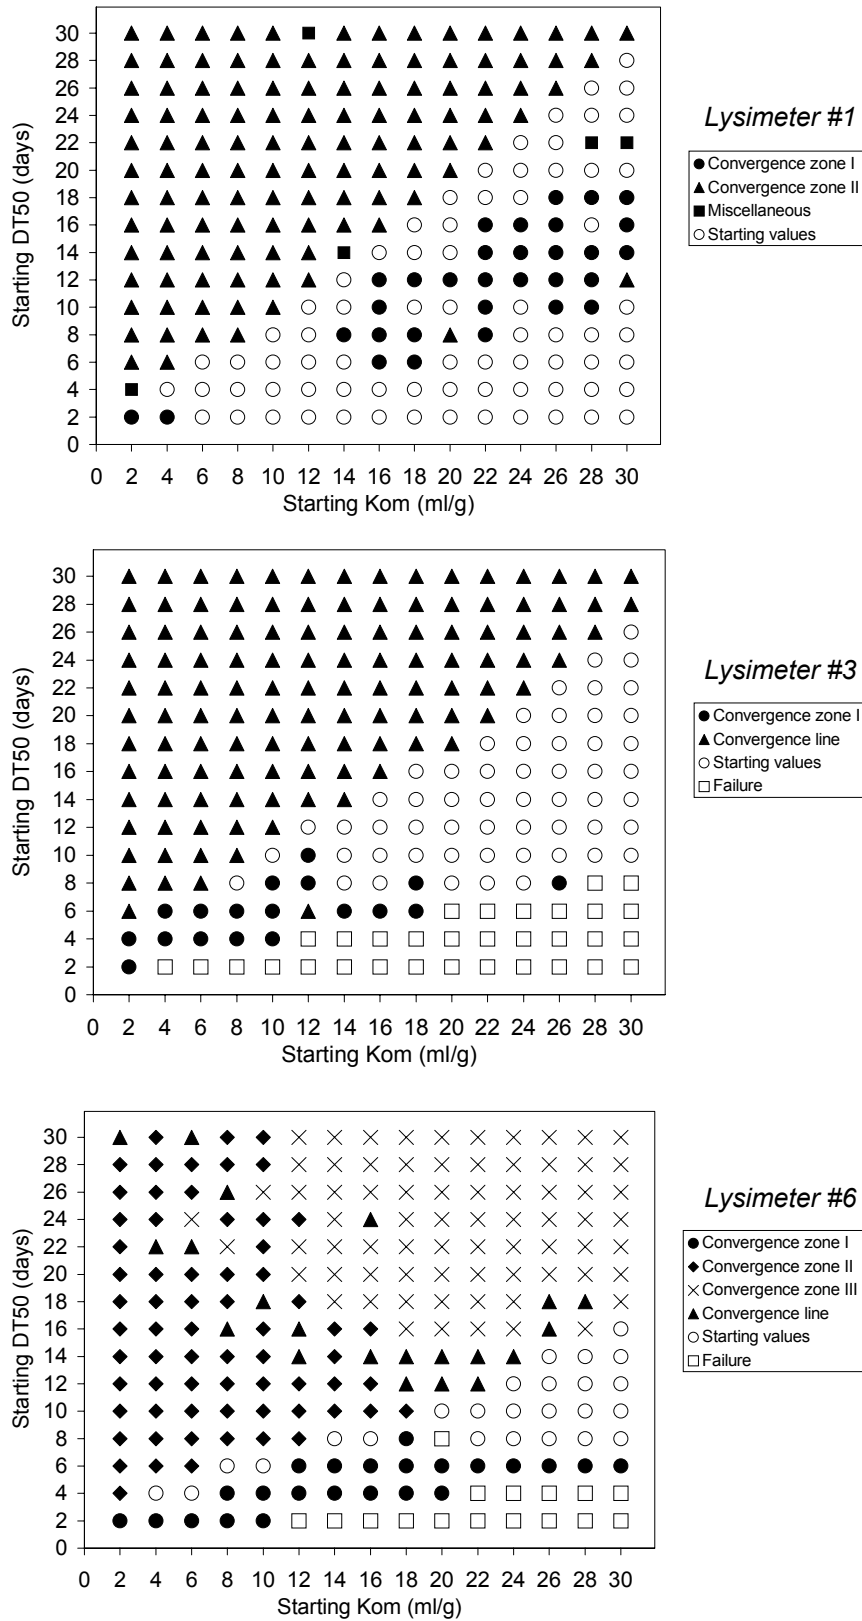 Lysimeter #1
Starting DT50 (days)
30
28
26
24
22
20
18
16
14
12
10
8
6
4
2
0
Convergence zone I
Convergence zone II
Miscellaneous
Starting values
0 2 4 6 8 10 12 14 16 18 20 22 24 26 28 30
Starting Kom (ml/g)
Lysimeter #3
Starting DT50 (days)
30
28
26
24
22
20
18
16
14
12
10
8
6
4
2
0
Convergence zone I
Convergence line
Starting values
Failure
0 2 4 6 8 10 12 14 16 18 20 22 24 26 28 30
Starting Kom (ml/g)
Lysimeter #6
Starting DT50 (days)
30
28
26
24
22
20
18
16
14
12
10
8
6
4
2
0
Convergence zone I
Convergence zone II
Convergence zone III
Convergence line
Starting values
Failure
0 2 4 6 8 10 12 14 16 18 20 22 24 26 28 30
Starting Kom (ml/g)